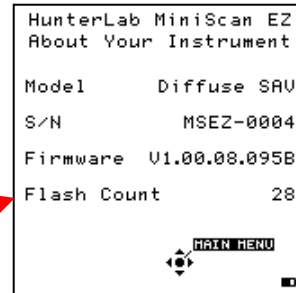 HunterLab MiniScan EZ
About Your Instrument
Model Diffuse SAV
S/N MSEZ-0004
Firmware V1.00.08.095B
Flash Count 28
MAIN MENU